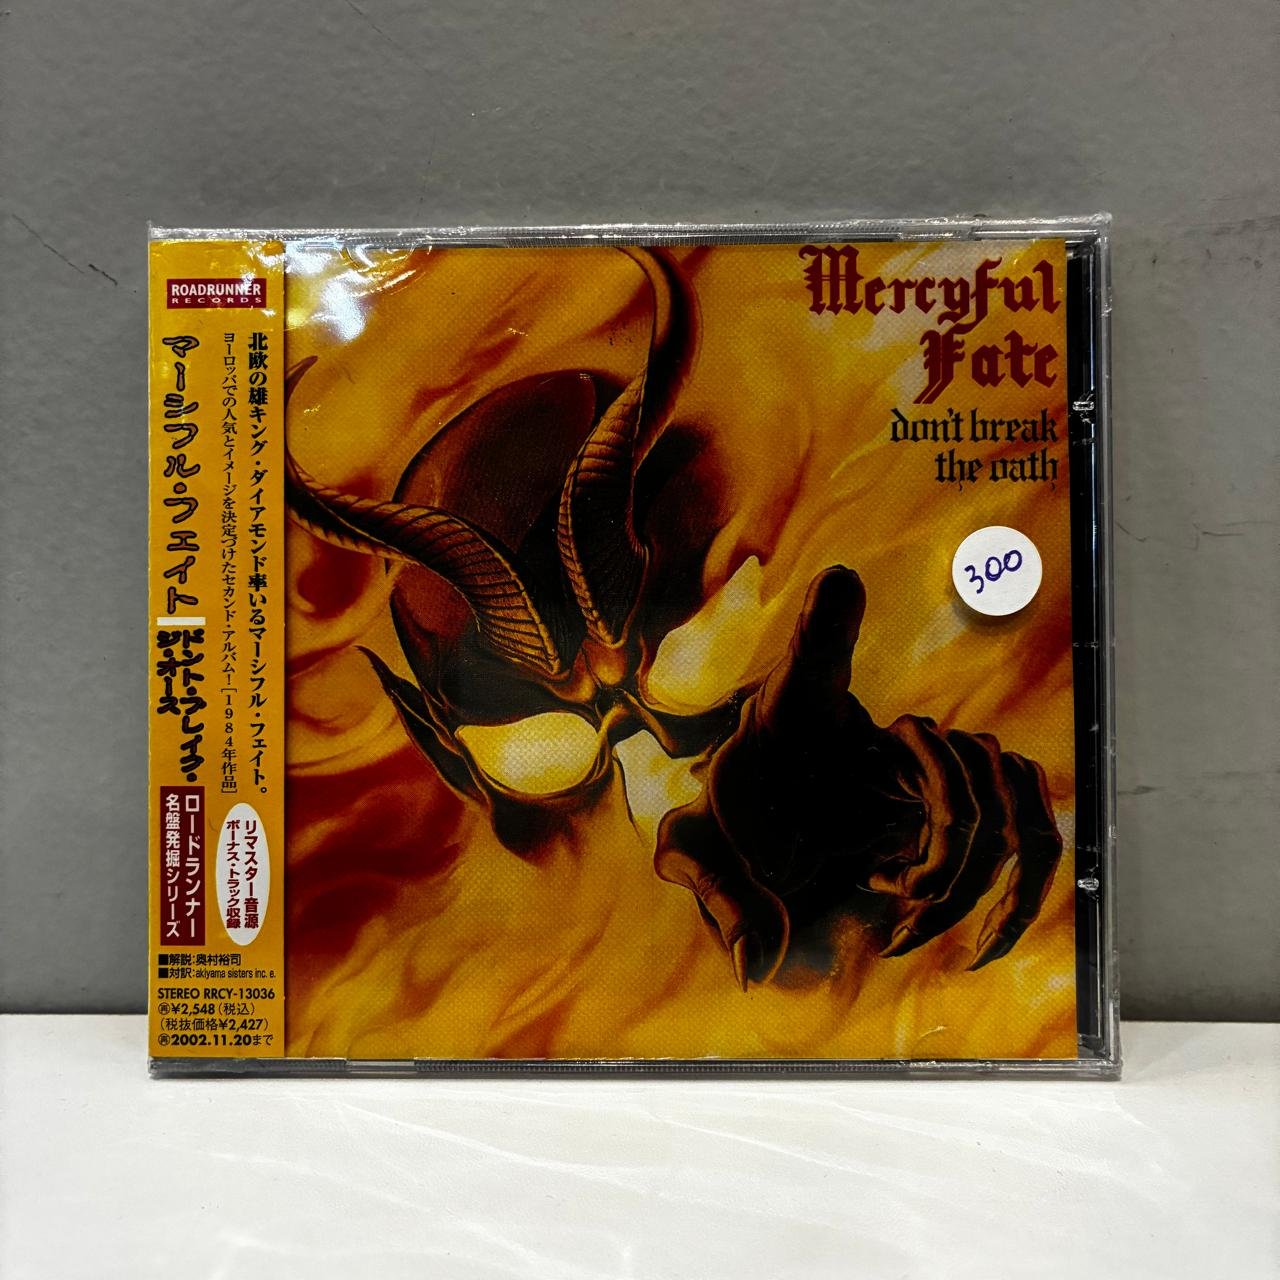 ROADRUNNER
RECORDS
北欧の雄キング・ダイアモンド率いるマーシフル・フェイト。
ヨーロッパでの人気とイメージを決定づけたセカンド・アルバム！[1984年作品]
マーシフル・フェイト
ドント・ブレイク・
ジ・オース
リマスター音源
ボーナス・トラック収録
ロードランナー
名盤発掘シリーズ
■解説:奥村裕司
■対訳:akiyama sisters inc. e.
STEREO RRCY-13036
再¥2,548(税込)
(税抜価格¥2,427)
再2002.11.20まで
Mercyful
Fate
don't break
the oath
300